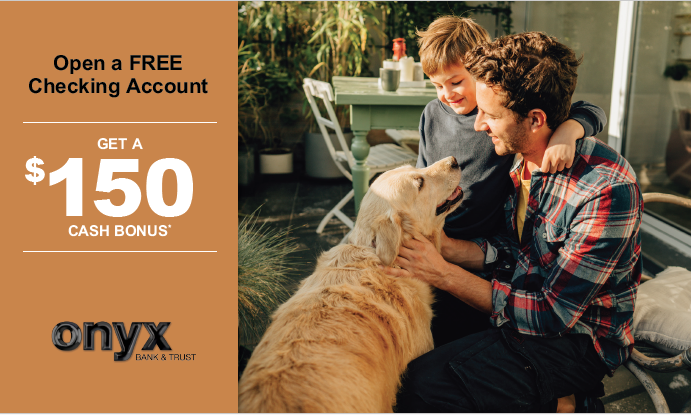 Open a FREE
Checking Account
GET A
$150
CASH BONUS*
onyx
BANK & TRUST